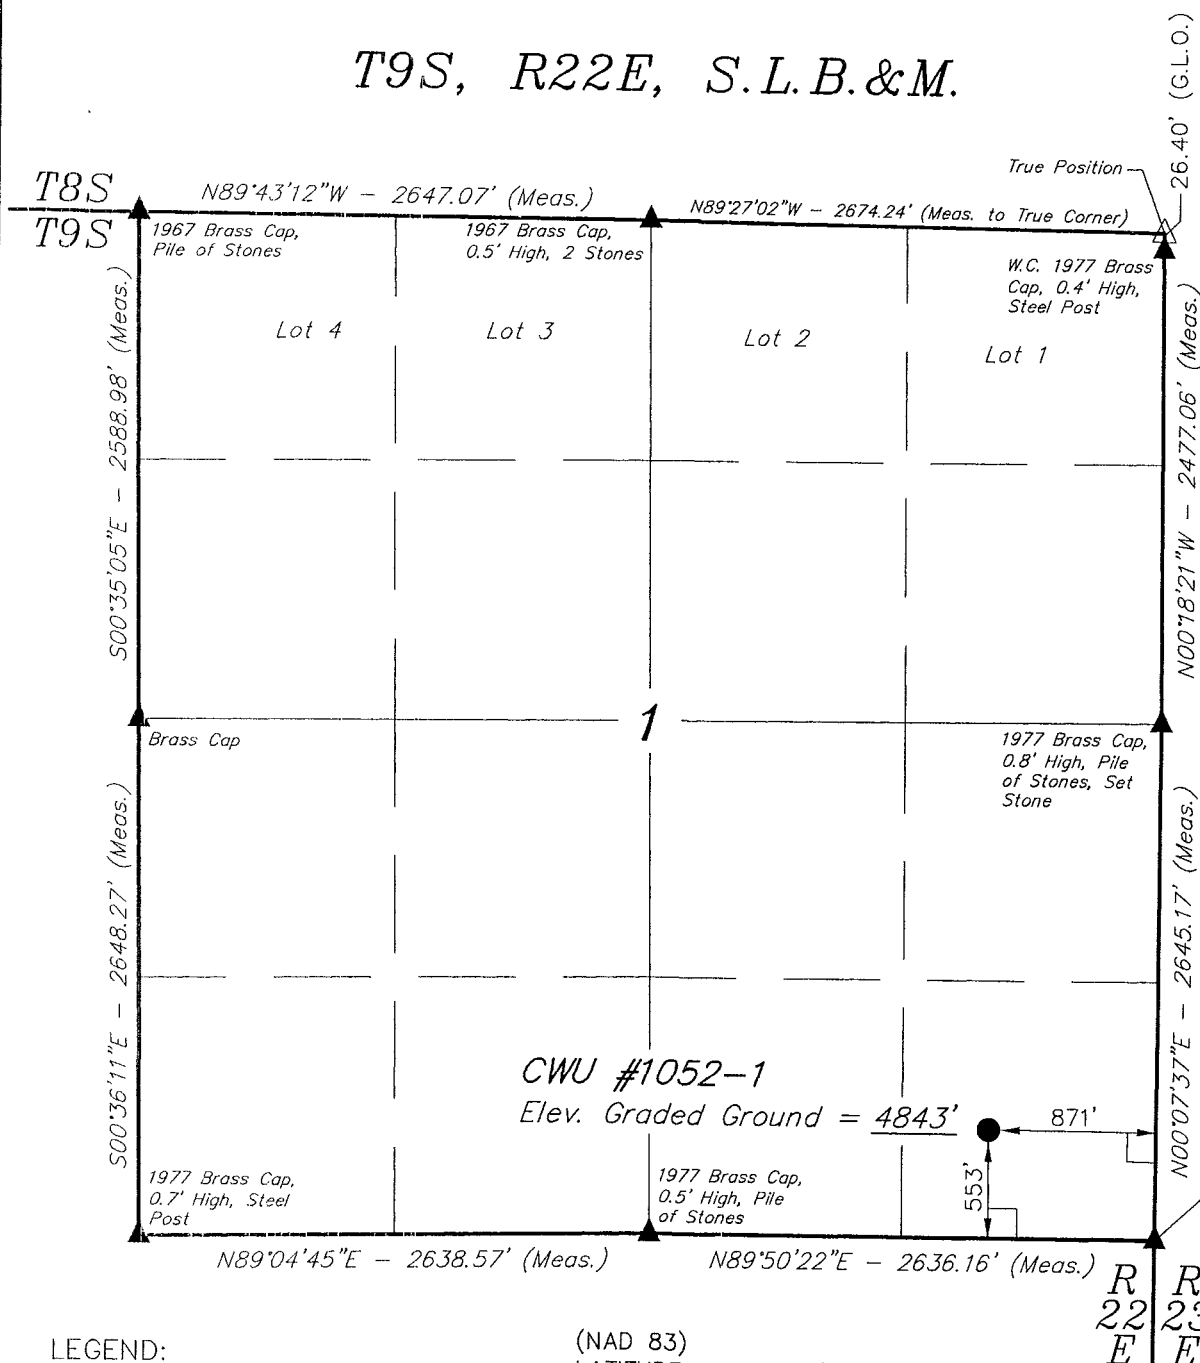 T9S, R22E, S.L.B.&M.
26.40' (G.L.O.)
True Position
T8S
T9S
N89°43'12"W – 2647.07' (Meas.)
N89°27'02"W – 2674.24' (Meas. to True Corner)
1967 Brass Cap,
Pile of Stones
1967 Brass Cap,
0.5' High, 2 Stones
W.C. 1977 Brass
Cap, 0.4' High,
Steel Post
Lot 4
Lot 3
Lot 2
Lot 1
S00°35'05"E – 2588.98' (Meas.)
N00°18'21"W – 2477.06' (Meas.)
1
Brass Cap
1977 Brass Cap,
0.8' High, Pile
of Stones, Set
Stone
S00°36'11"E – 2648.27' (Meas.)
N00°07'37"E – 2645.17' (Meas.)
CWU #1052–1
Elev. Graded Ground = 4843'
871'
553'
1977 Brass Cap,
0.7' High, Steel
Post
1977 Brass Cap,
0.5' High, Pile
of Stones
N89°04'45"E – 2638.57' (Meas.)
N89°50'22"E – 2636.16' (Meas.)
R
22
E
R
23
E
LEGEND:
(NAD 83)